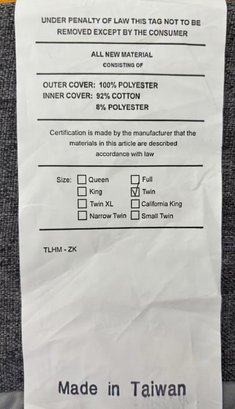 UNDER PENALTY OF LAW THIS TAG NOT TO BE
REMOVED EXCEPT BY THE CONSUMER
ALL NEW MATERIAL
CONSISTING OF
OUTER COVER: 100% POLYESTER
INNER COVER: 92% COTTON
8% POLYESTER
Certification is made by the manufacturer that the
materials in this article are described
accordance with law
Size: Queen Full
King Twin
Twin XL California King
Narrow Twin Small Twin
TLHM - ZK
Made in Taiwan